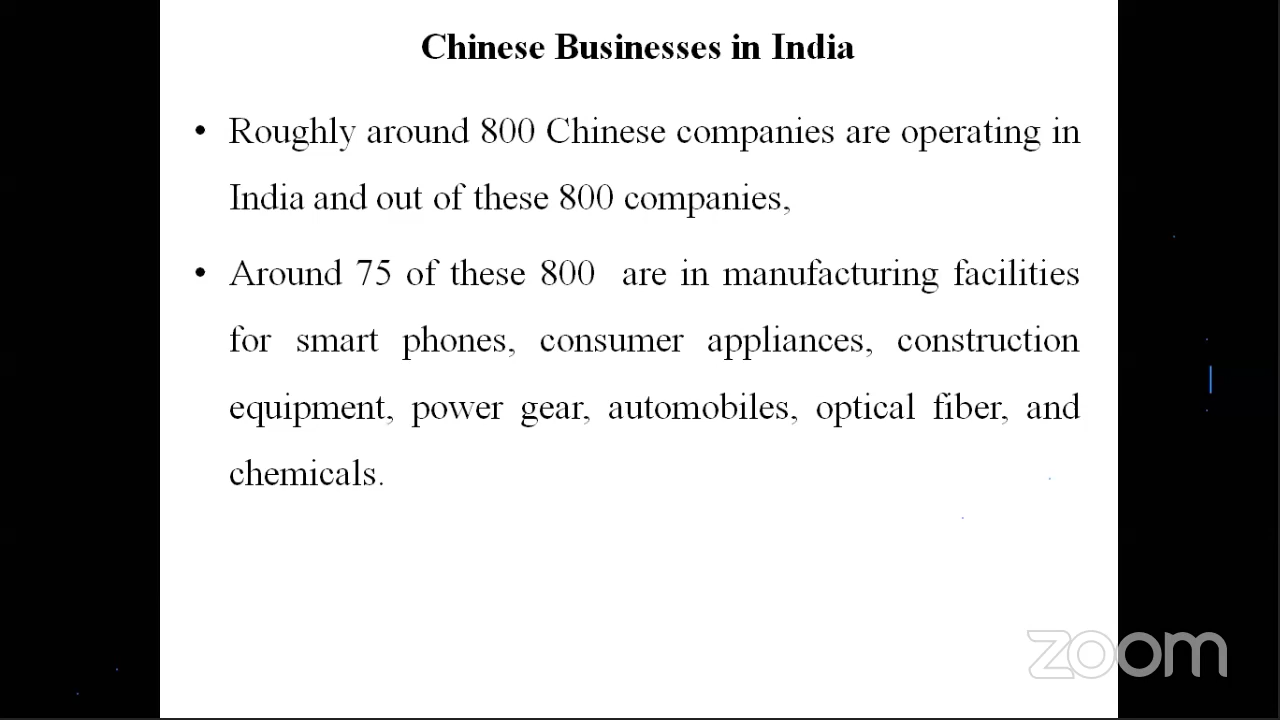 Chinese Businesses in India
• Roughly around 800 Chinese companies are operating in
India and out of these 800 companies,
• Around 75 of these 800  are in manufacturing facilities
for smart phones, consumer appliances, construction
equipment, power gear, automobiles, optical fiber, and
chemicals.
zoom